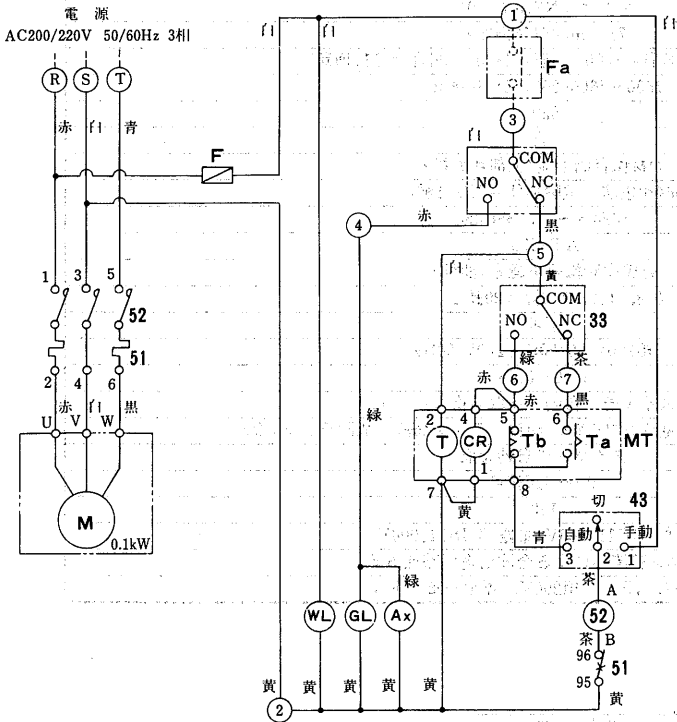 電 源
AC200/220V 50/60Hz 3相
R S T
赤 白 青
F
白 白 白
1
Fa
3
白
COM
NO NC
赤 黒
4
5
白 黄
COM
33
NO NC
緑 茶
6 7
赤 赤 黒
2 4 5 6
T CR Tb Ta MT
1
7 8
黄
1 3 5
52
51
2 4 6
赤 白 黒
U V W
M
0.1kW
緑
切 43
青 自動 手動
3 2 1
茶 A
52
茶 B
96
51
95
黄
緑
WL GL Ax
黄 黄 黄 黄 黄
2